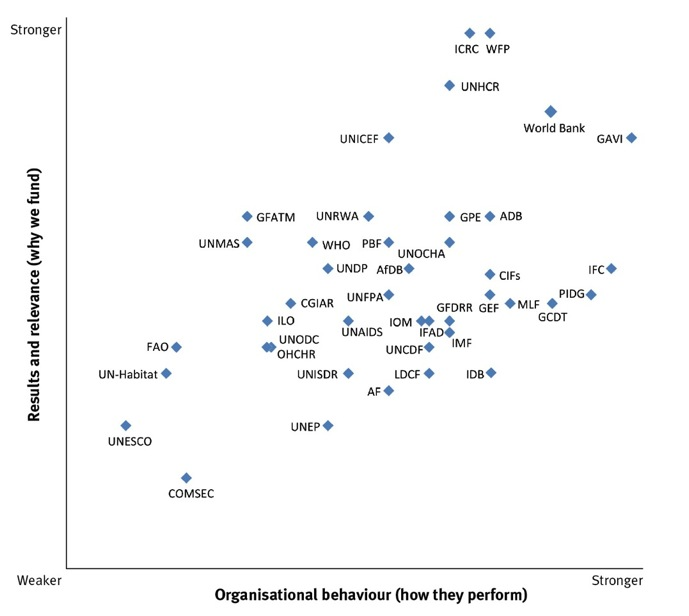 Stronger
ICRC WFP
UNHCR
World Bank
UNICEF
GAVI
GFATM
UNRWA
GPE
ADB
UNMAS
WHO
PBF
UNOCHA
UNDP
AfDB
CIFs
IFC
UNFPA
CGIAR
GFDRR
GEF
MLF
PIDG
GCDT
ILO
UNAIDS
IOM
IFAD
IMF
FAO
UNODC
OHCHR
UNCDF
UN-Habitat
UNISDR
LDCF
IDB
AF
UNESCO
UNEP
COMSEC
Results and relevance (why we fund)
Weaker
Stronger
Organisational behaviour (how they perform)